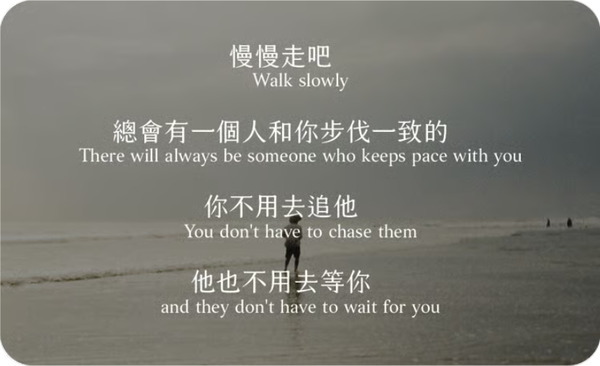 慢慢走吧
Walk slowly
總會有一個人和你步伐一致的
There will always be someone who keeps pace with you
你不用去追他
You don't have to chase them
他也不用去等你
and they don't have to wait for you